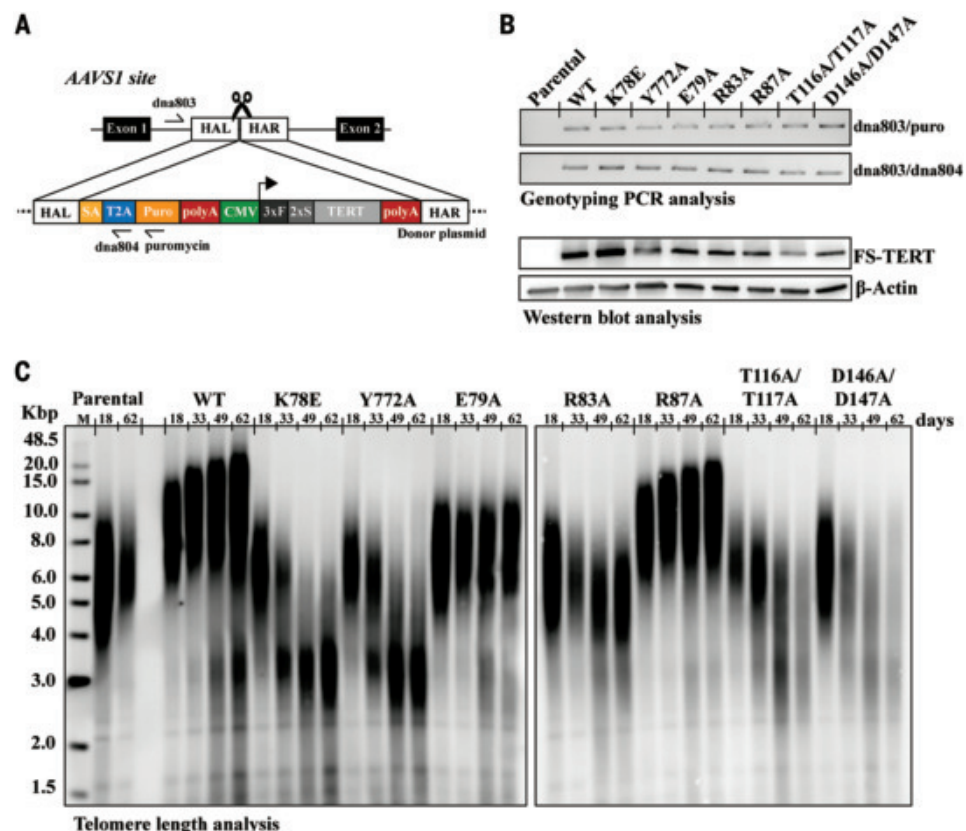 A
AAVS1 site
dna803
Exon 1
HAL
HAR
Exon 2
HAL
SA
T2A
Puro
polyA
CMV
3xF
2xS
TERT
polyA
HAR
dna804
puromycin
Donor plasmid
B
Parental
WT
K78E
Y772A
E79A
R83A
R87A
T116A/T117A
D146A/D147A
dna803/puro
dna803/dna804
Genotyping PCR analysis
FS-TERT
β-Actin
Western blot analysis
C
Parental WT K78E Y772A E79A R83A R87A T116A/T117A D146A/D147A
Kbp
M 18 62 18 33 49 62 18 33 49 62 18 33 49 62 18 33 49 62 18 33 49 62 18 33 49 62 18 33 49 62 18 33 49 62 days
48.5
20.0
15.0
10.0
8.0
6.0
5.0
4.0
3.0
2.0
1.5
Telomere length analysis